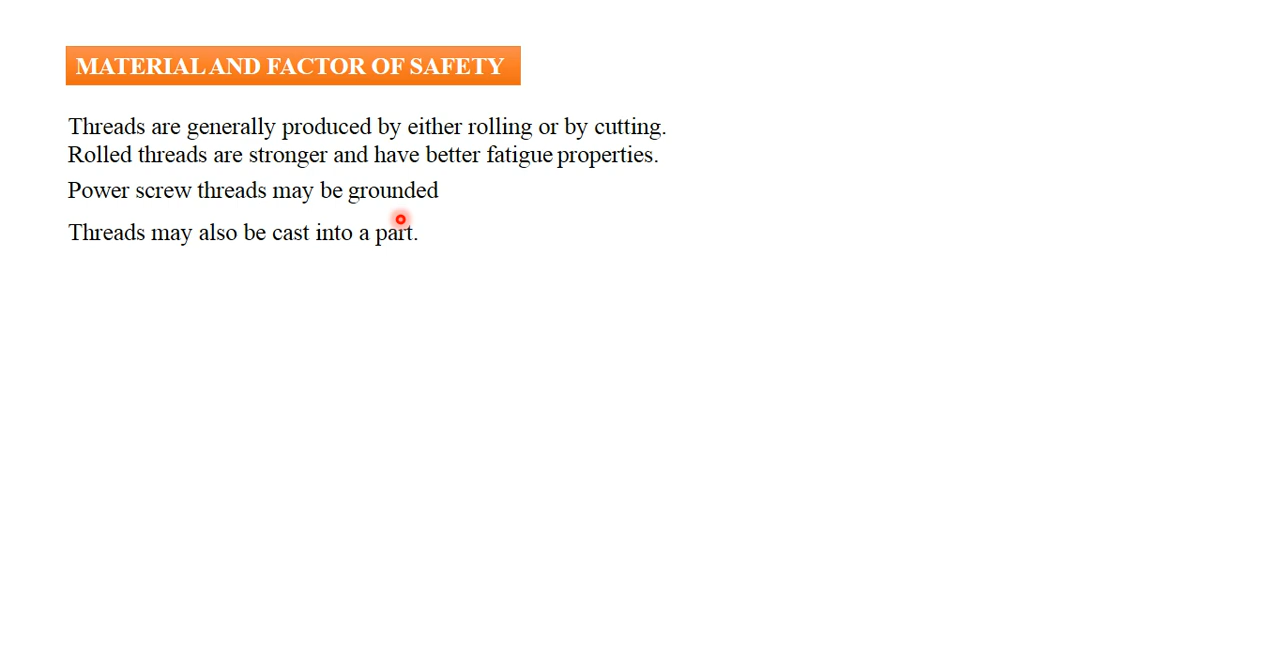 MATERIAL AND FACTOR OF SAFETY
Threads are generally produced by either rolling or by cutting.
Rolled threads are stronger and have better fatigue properties.
Power screw threads may be grounded
Threads may also be cast into a part.